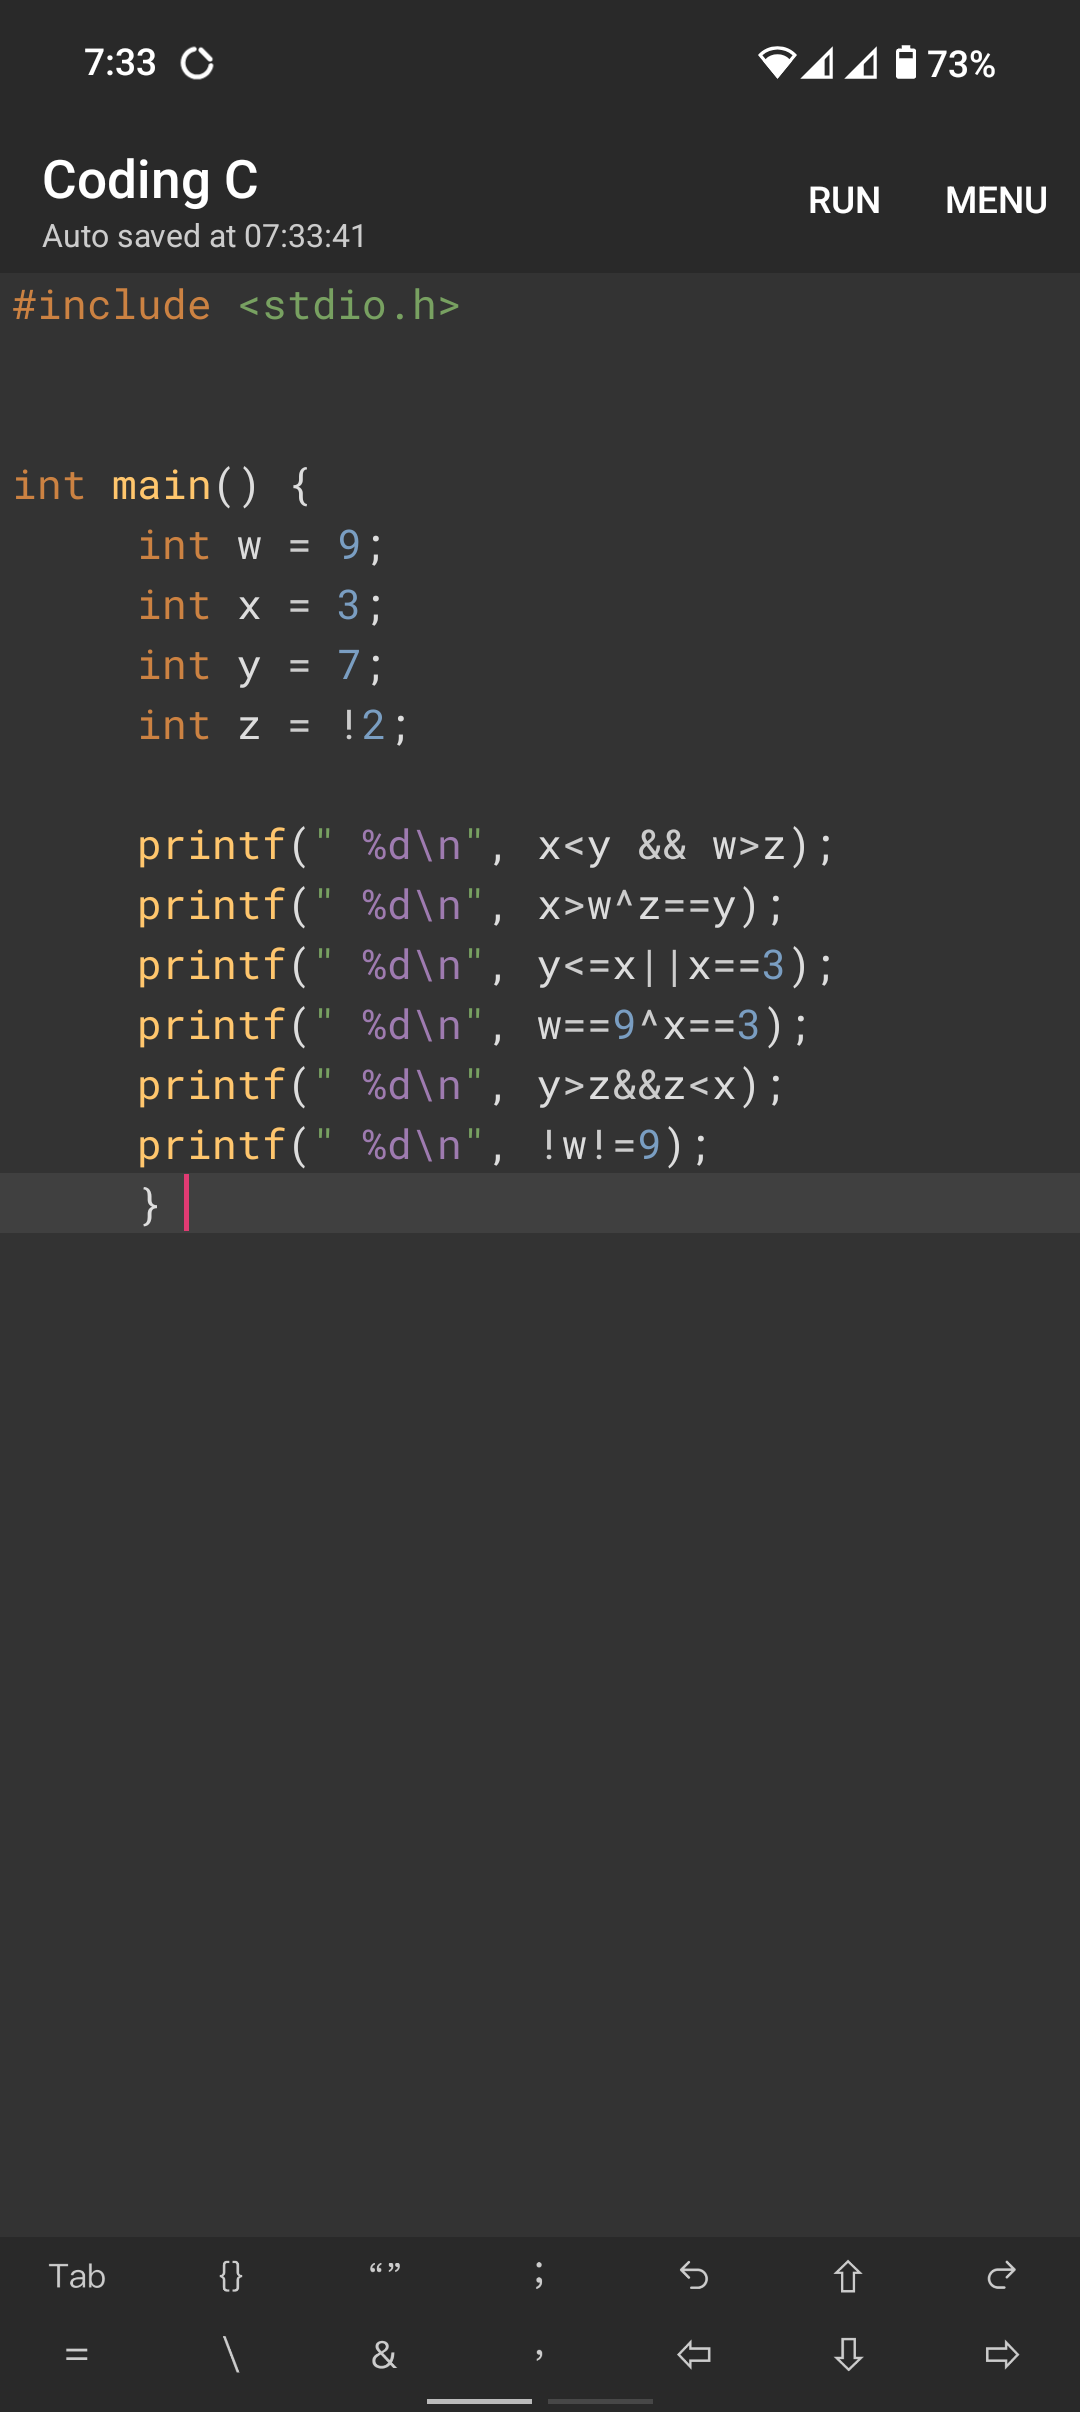 7:33 73%
Coding C
RUN MENU
Auto saved at 07:33:41
#include <stdio.h>
int main() {
int w = 9;
int x = 3;
int y = 7;
int z = !2;
printf(" %d\n", x<y && w>z);
printf(" %d\n", x>w^z==y);
printf(" %d\n", y<=x||x==3);
printf(" %d\n", w==9^x==3);
printf(" %d\n", y>z&&z<x);
printf(" %d\n", !w!=9);
}
Tab {} “” ;
= \ & ,